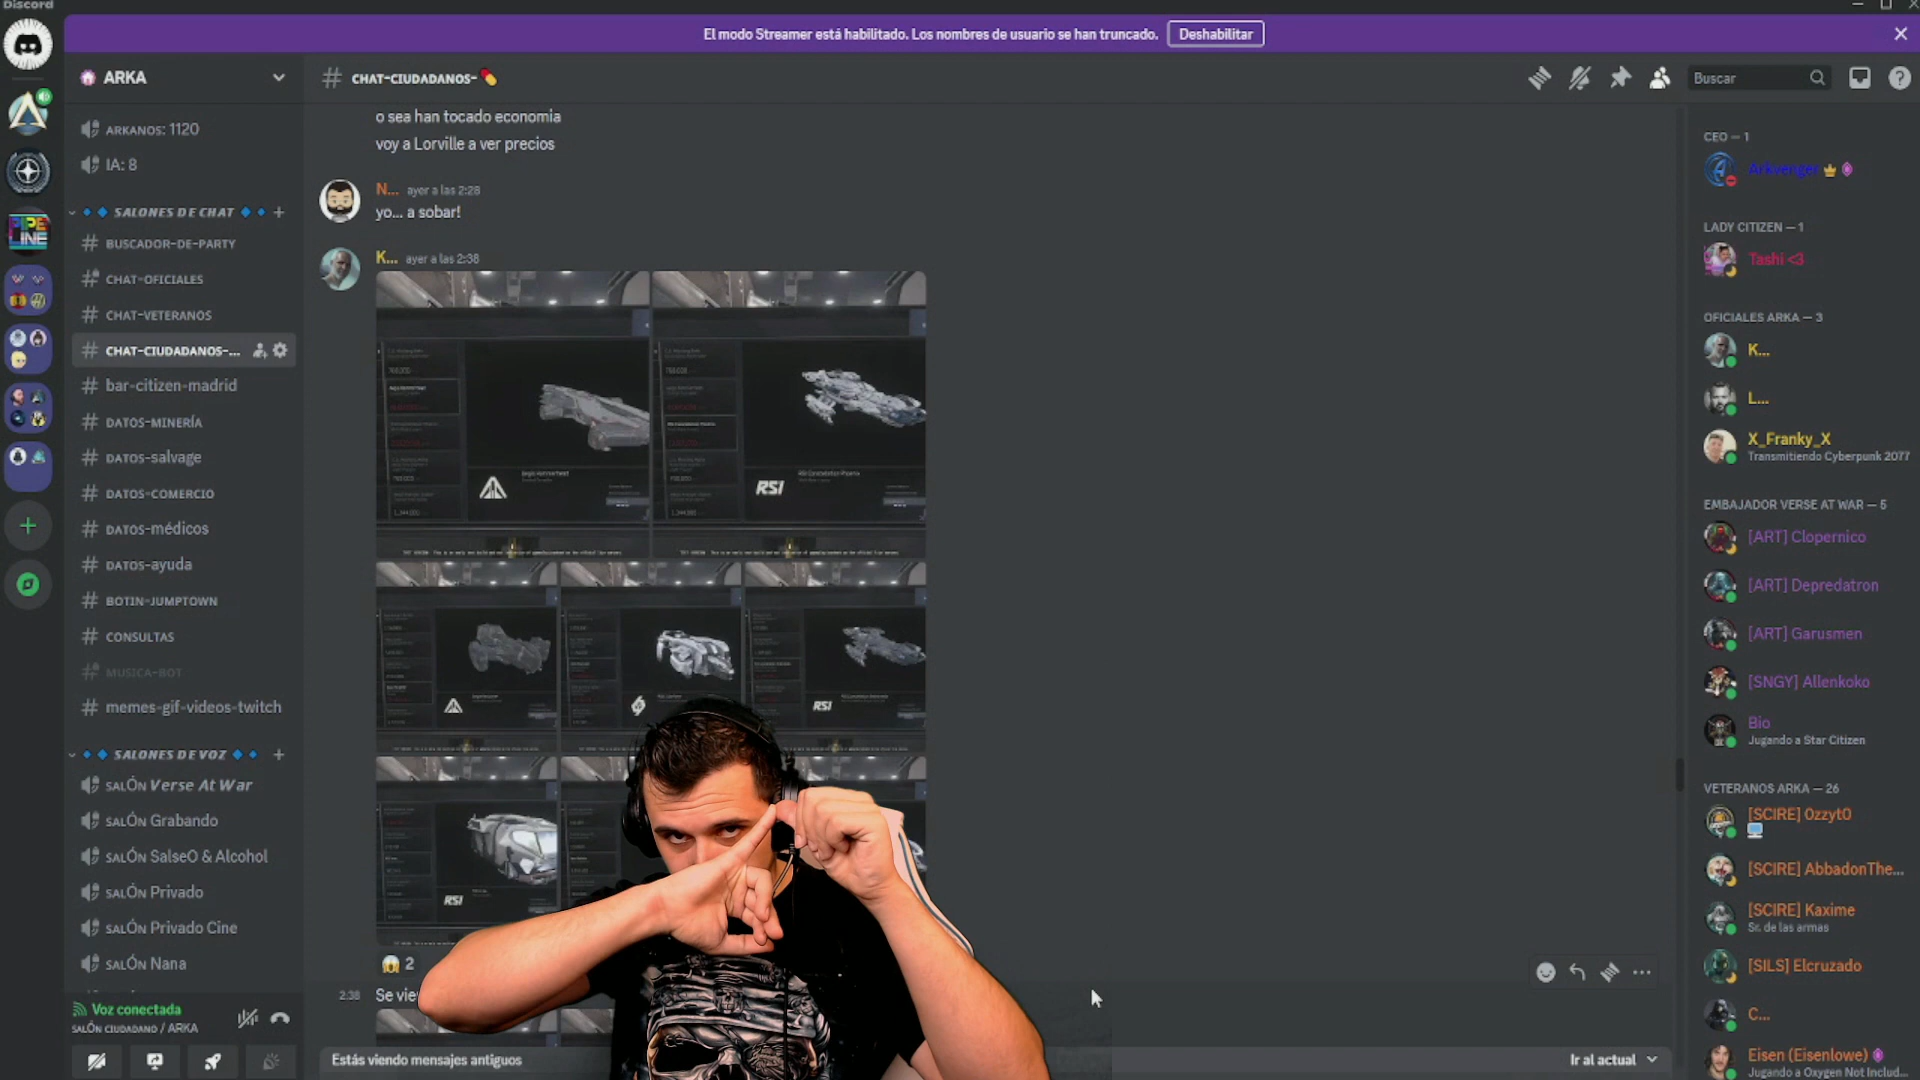 Discord
El modo Streamer está habilitado. Los nombres de usuario se han truncado.
Deshabilitar
ARKA
CHAT-CIUDADANOS-
Buscar
ARKANOS: 1120
IA: 8
SALONES DE CHAT
BUSCADOR-DE-PARTY
CHAT-OFICIALES
CHAT-VETERANOS
CHAT-CIUDADANOS-...
bar-citizen-madrid
DATOS-MINERÍA
DATOS-salvage
DATOS-COMERCIO
DATOS-médicos
DATOS-ayuda
BOTIN-JUMPTOWN
CONSULTAS
MUSICA-BOT
memes-gif-videos-twitch
SALONES DE VOZ
SALÓN Verse At War
SALÓN Grabando
SALÓN SalseO & Alcohol
SALÓN Privado
SALÓN Privado Cine
SALÓN Nana
Voz conectada
SALÓN CIUDADANO / ARKA
o sea han tocado economia
voy a Lorville a ver precios
N... ayer a las 2:28
yo... a sobar!
K... ayer a las 2:38
RSI
RSI
RSI
2
2:38 Se vie
Estás viendo mensajes antiguos
Ir al actual
CEO — 1
Arkvenger
LADY CITIZEN — 1
Tashi <3
OFICIALES ARKA — 3
K...
L...
X_Franky_X
Transmitiendo Cyberpunk 2077
EMBAJADOR VERSE AT WAR — 5
[ART] Clopernico
[ART] Depredatron
[ART] Garusmen
[SNGY] Allenkoko
Bio
Jugando a Star Citizen
VETERANOS ARKA — 26
[SCIRE] OzzytO
[SCIRE] AbbadonThe...
[SCIRE] Kaxime
Sr. de las armas
[SILS] Elcruzado
C...
Eisen (Eisenlowe)
Jugando a Oxygen Not Includ...
PIPE
LINE